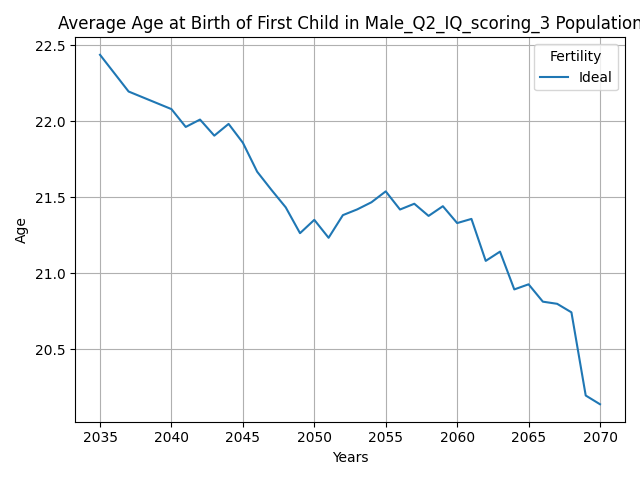 Average Age at Birth of First Child in Male_Q2_IQ_scoring_3 Population
Fertility
Ideal
22.5
22.0
21.5
21.0
20.5
Age
2035 2040 2045 2050 2055 2060 2065 2070
Years